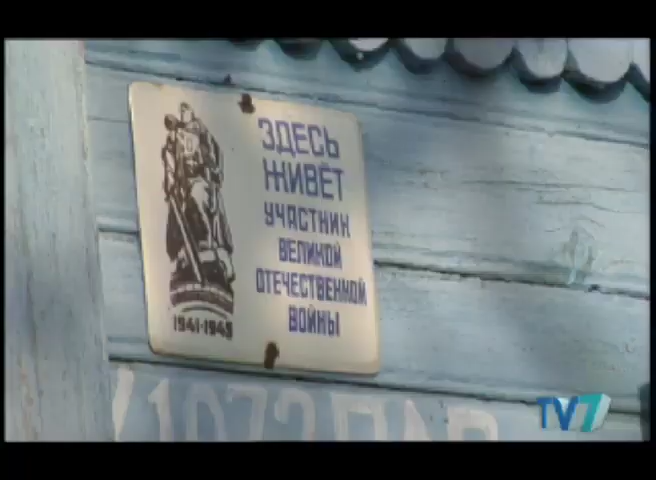 ЗДЕСЬ
ЖИВЁТ
УЧАСТНИК
ВЕЛИКОЙ
ОТЕЧЕСТВЕННОЙ
ВОЙНЫ
1941-1945
TV7